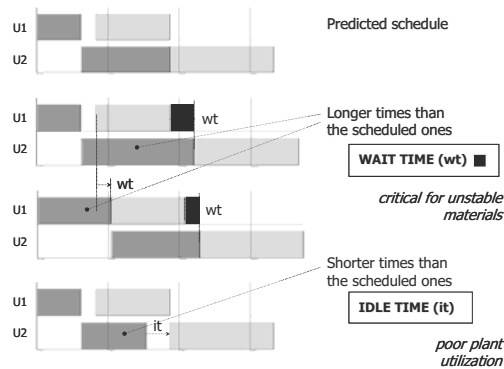 U1
Predicted schedule
U2
U1
wt
Longer times than
the scheduled ones
U2
WAIT TIME (wt)
wt
critical for unstable
materials
U1
wt
U2
Shorter times than
the scheduled ones
U1
IDLE TIME (it)
it
U2
poor plant
utilization